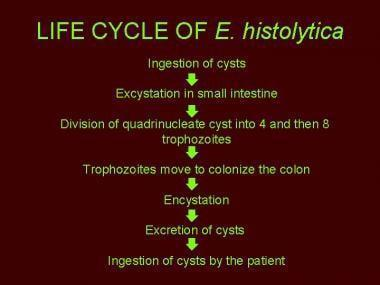 LIFE CYCLE OF E. histolytica
Ingestion of cysts
Excystation in small intestine
Division of quadrinucleate cyst into 4 and then 8
trophozoites
Trophozoites move to colonize the colon
Encystation
Excretion of cysts
Ingestion of cysts by the patient